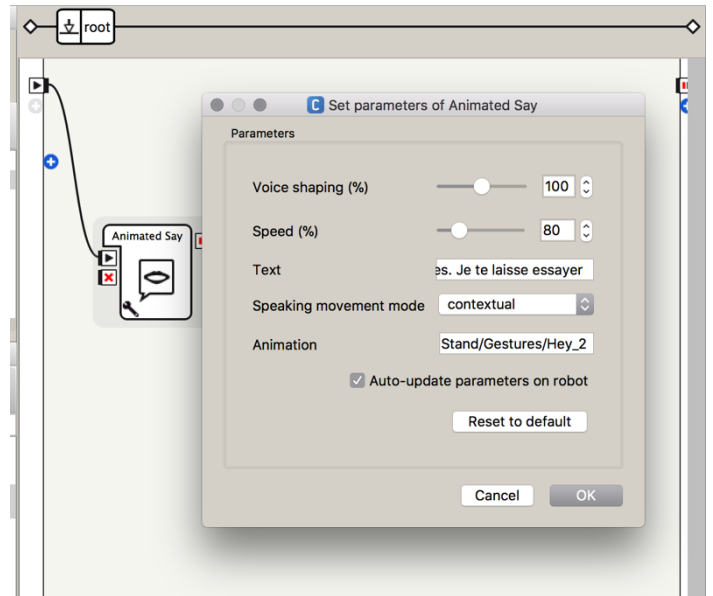 root
Set parameters of Animated Say
Parameters
Voice shaping (%) 100
Speed (%) 80
Text es. Je te laisse essayer
Speaking movement mode contextual
Animation Stand/Gestures/Hey_2
Auto-update parameters on robot
Reset to default
Cancel OK
Animated Say